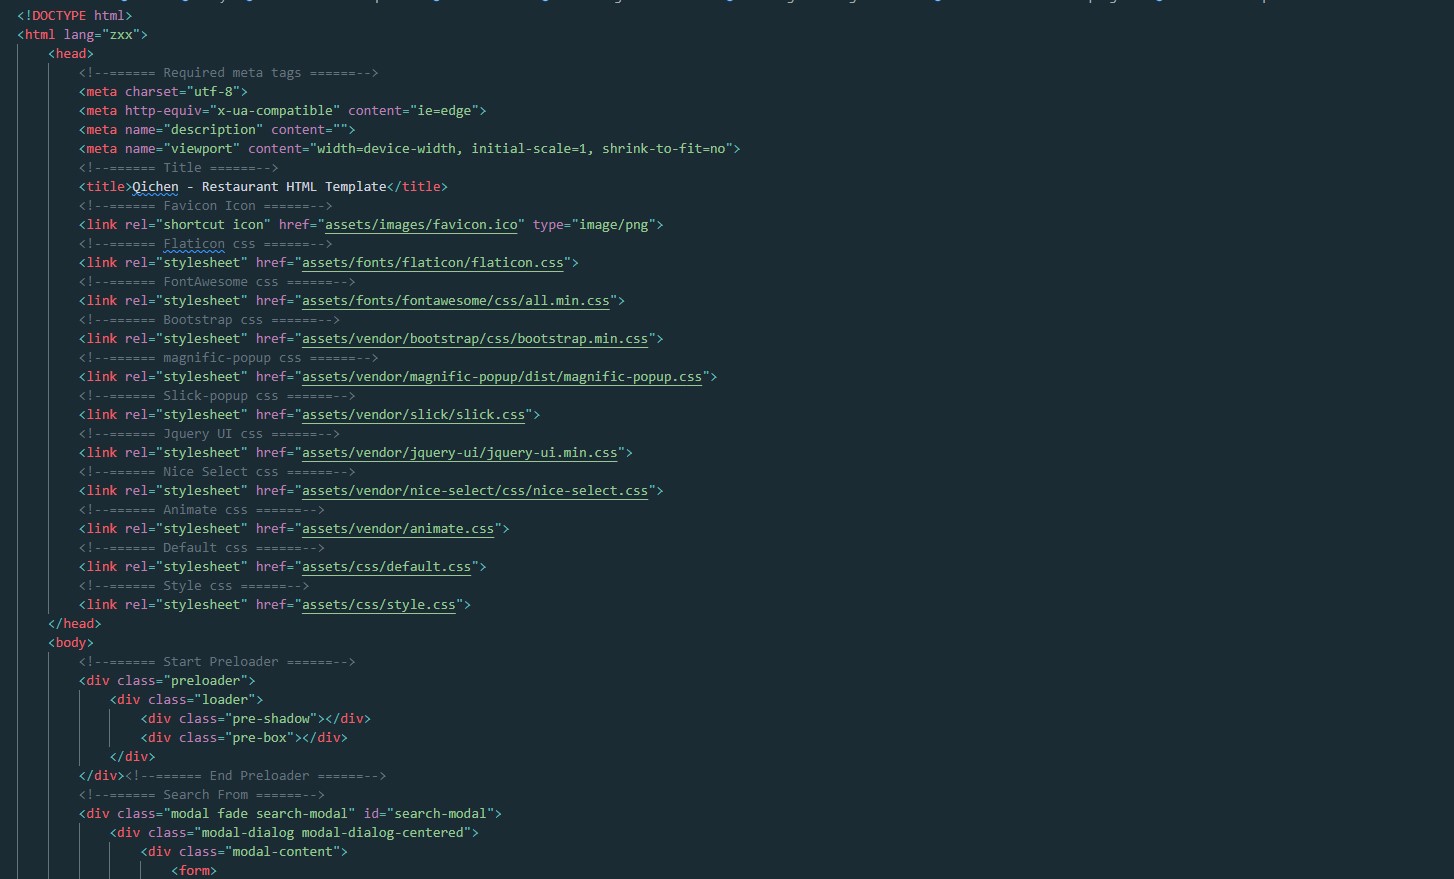 <!DOCTYPE html>
<html lang="zxx">
<head>
<!--====== Required meta tags ======-->
<meta charset="utf-8">
<meta http-equiv="x-ua-compatible" content="ie=edge">
<meta name="description" content="">
<meta name="viewport" content="width=device-width, initial-scale=1, shrink-to-fit=no">
<!--====== Title ======-->
<title>Qichen - Restaurant HTML Template</title>
<!--====== Favicon Icon ======-->
<link rel="shortcut icon" href="assets/images/favicon.ico" type="image/png">
<!--====== Flaticon css ======-->
<link rel="stylesheet" href="assets/fonts/flaticon/flaticon.css">
<!--====== FontAwesome css ======-->
<link rel="stylesheet" href="assets/fonts/fontawesome/css/all.min.css">
<!--====== Bootstrap css ======-->
<link rel="stylesheet" href="assets/vendor/bootstrap/css/bootstrap.min.css">
<!--====== magnific-popup css ======-->
<link rel="stylesheet" href="assets/vendor/magnific-popup/dist/magnific-popup.css">
<!--====== Slick-popup css ======-->
<link rel="stylesheet" href="assets/vendor/slick/slick.css">
<!--====== Jquery UI css ======-->
<link rel="stylesheet" href="assets/vendor/jquery-ui/jquery-ui.min.css">
<!--====== Nice Select css ======-->
<link rel="stylesheet" href="assets/vendor/nice-select/css/nice-select.css">
<!--====== Animate css ======-->
<link rel="stylesheet" href="assets/vendor/animate.css">
<!--====== Default css ======-->
<link rel="stylesheet" href="assets/css/default.css">
<!--====== Style css ======-->
<link rel="stylesheet" href="assets/css/style.css">
</head>
<body>
<!--====== Start Preloader ======-->
<div class="preloader">
<div class="loader">
<div class="pre-shadow"></div>
<div class="pre-box"></div>
</div>
</div><!--====== End Preloader ======-->
<!--====== Search From ======-->
<div class="modal fade search-modal" id="search-modal">
<div class="modal-dialog modal-dialog-centered">
<div class="modal-content">
<form>